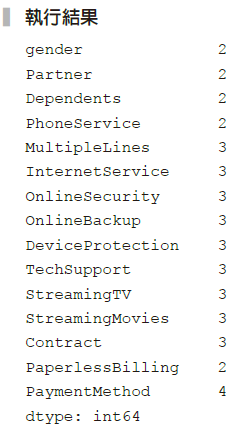 執行結果
gender 2
Partner 2
Dependents 2
PhoneService 2
MultipleLines 3
InternetService 3
OnlineSecurity 3
OnlineBackup 3
DeviceProtection 3
TechSupport 3
StreamingTV 3
StreamingMovies 3
Contract 3
PaperlessBilling 2
PaymentMethod 4
dtype: int64